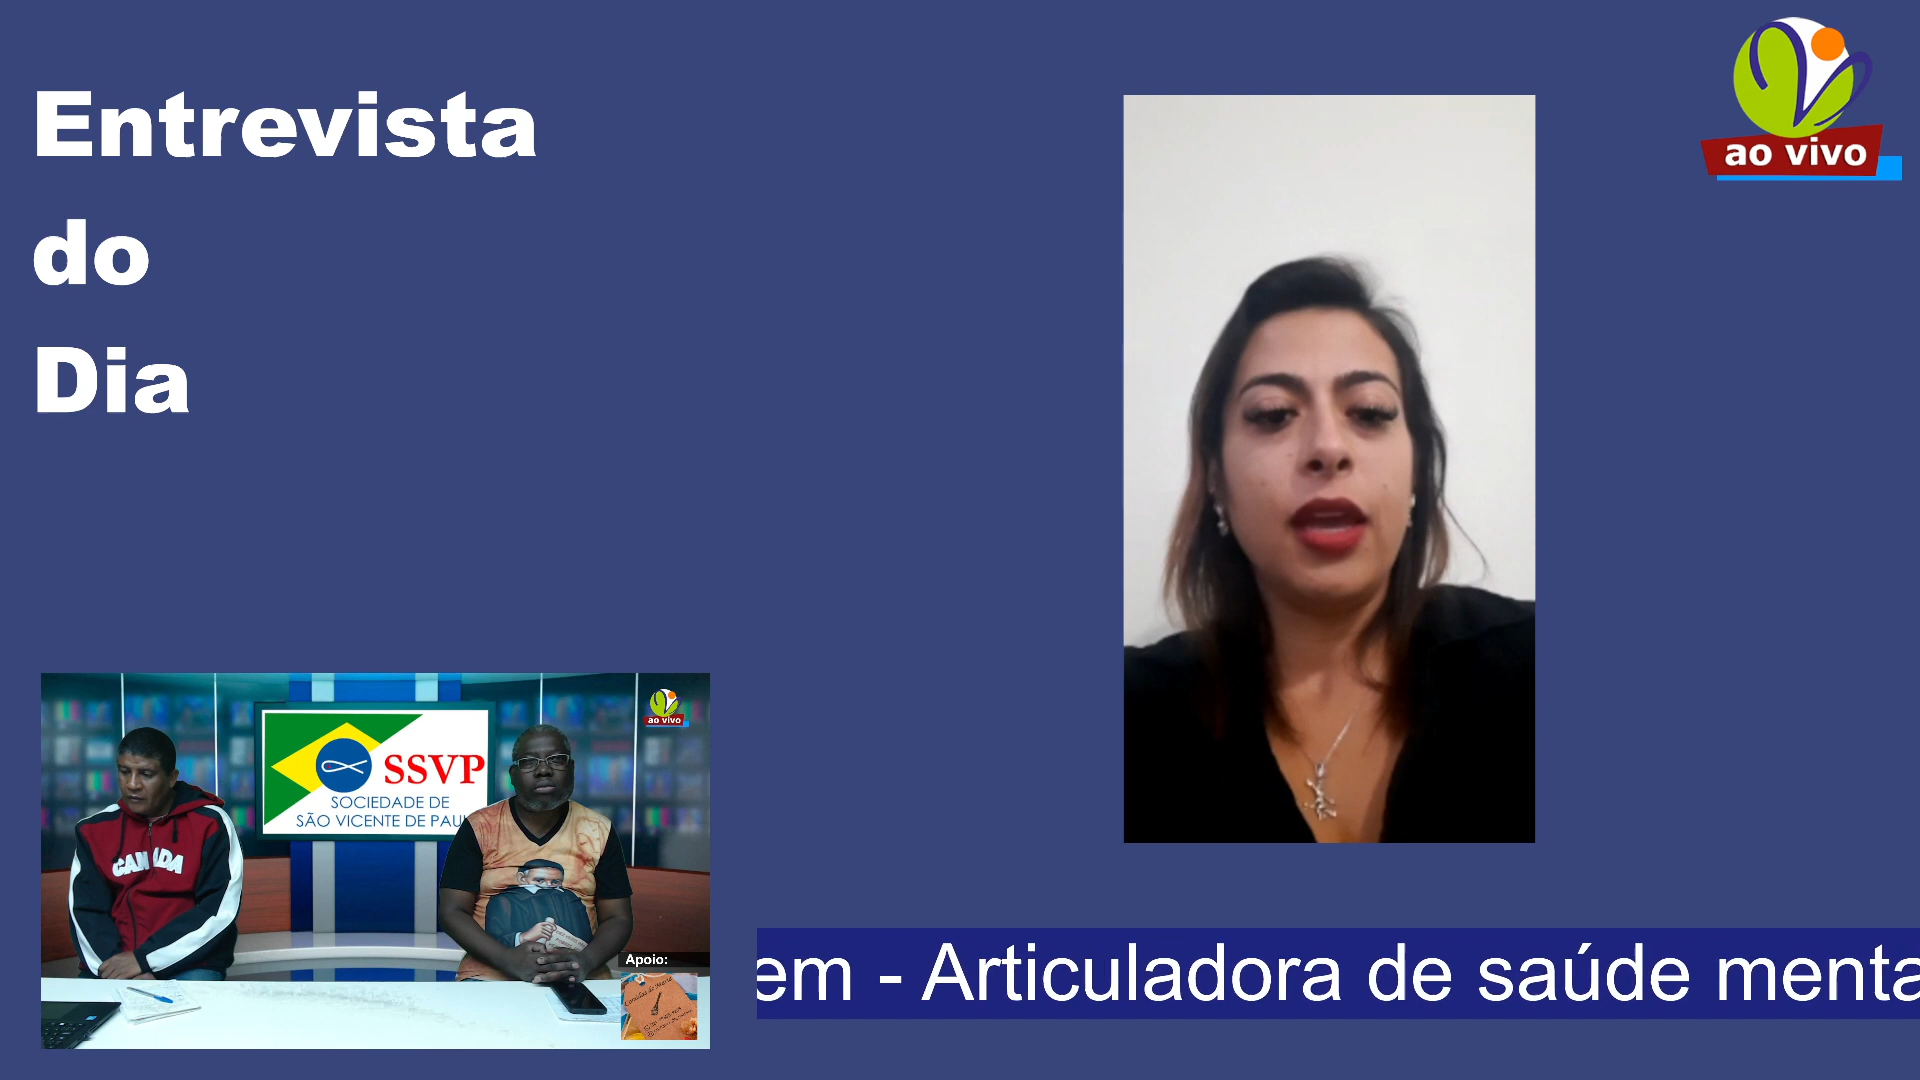 Entrevista
do
Dia
ao vivo
ao vivo
SSVP
SOCIEDADE DE
SÃO VICENTE DE PAU
CANADA
Apoio:
em - Articuladora de saúde menta